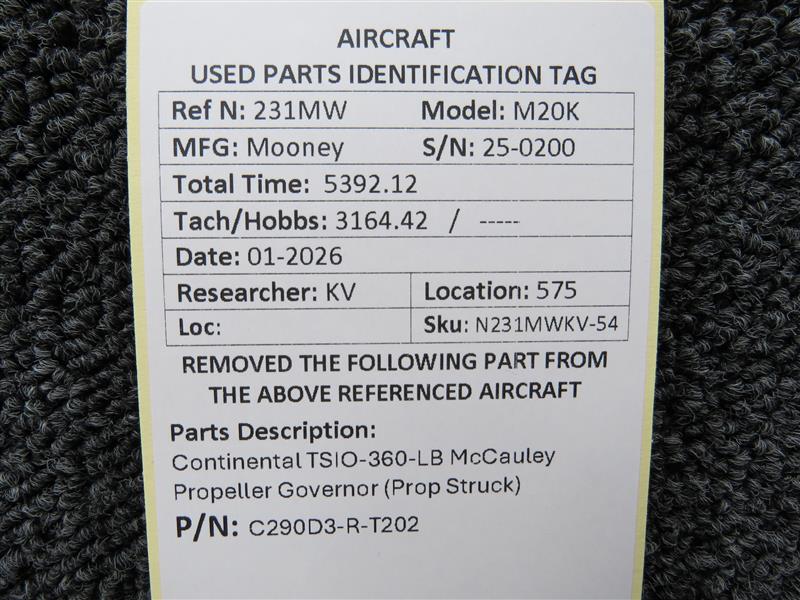 AIRCRAFT
USED PARTS IDENTIFICATION TAG
Ref N: 231MW Model: M20K
MFG: Mooney S/N: 25-0200
Total Time: 5392.12
Tach/Hobbs: 3164.42 / -----
Date: 01-2026
Researcher: KV Location: 575
Loc: Sku: N231MWKV-54
REMOVED THE FOLLOWING PART FROM
THE ABOVE REFERENCED AIRCRAFT
Parts Description:
Continental TSIO-360-LB McCauley
Propeller Governor (Prop Struck)
P/N: C290D3-R-T202